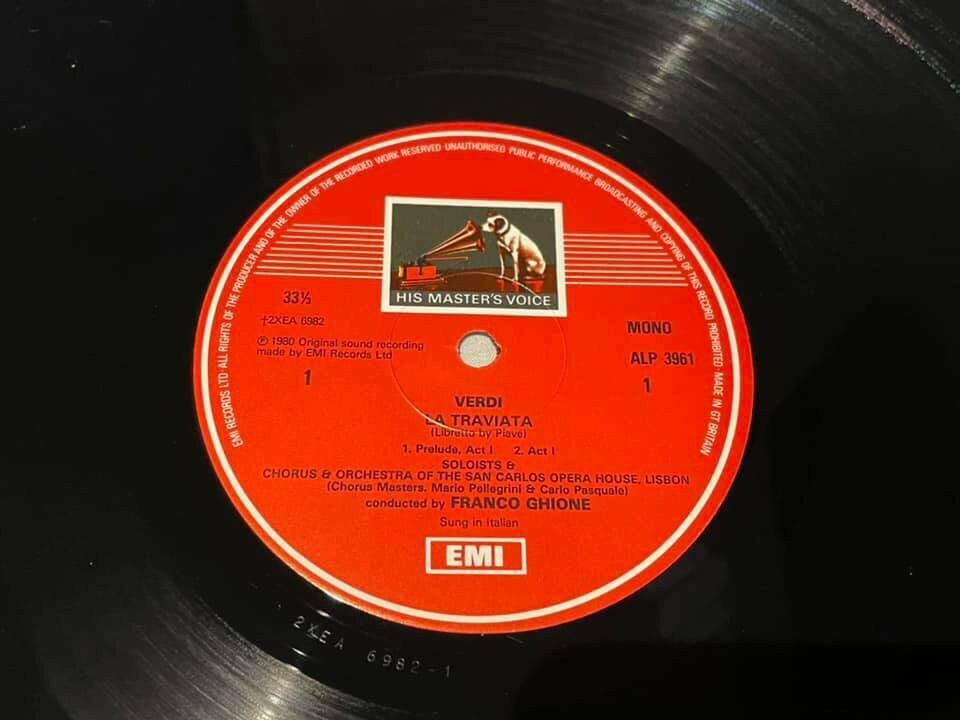 EMI RECORDS LTD·ALL RIGHTS OF THE PRODUCER AND OF THE OWNER OF THE RECORDED WORK RESERVED·UNAUTHORISED PUBLIC PERFORMANCE BROADCASTING AND COPYING OF THIS RECORD PROHIBITED·MADE IN GT BRITAIN
HIS MASTER'S VOICE
33⅓
†2XEA 6982
℗ 1980 Original sound recording
made by EMI Records Ltd
1
MONO
ALP 3961
1
VERDI
LA TRAVIATA
(Libretto by Piave)
1. Prelude, Act I 2. Act I
SOLOISTS &
CHORUS & ORCHESTRA OF THE SAN CARLOS OPERA HOUSE, LISBON
(Chorus Masters. Mario Pellegrini & Carlo Pasquale)
conducted by FRANCO GHIONE
Sung in Italian
EMI
2XEA 6982-1